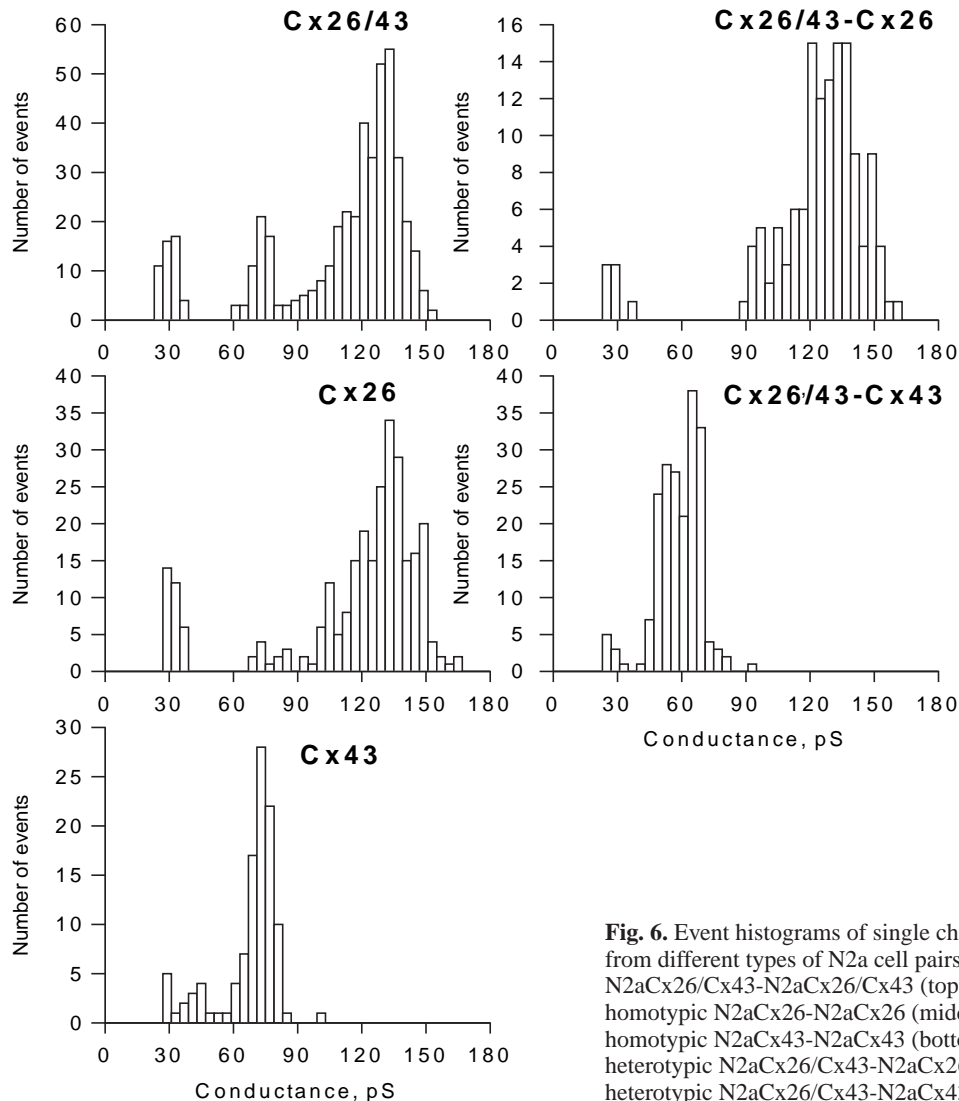 Cx26/43
Number of events
60
50
40
30
20
10
0
0 30 60 90 120 150 180
Cx26/43-Cx26
Number of events
16
14
12
10
8
6
4
2
0
0 30 60 90 120 150 180
Cx26
Number of events
40
35
30
25
20
15
10
5
0
0 30 60 90 120 150 180
Cx26/43-Cx43
Number of events
40
35
30
25
20
15
10
5
0
0 30 60 90 120 150 180
Conductance, pS
Cx43
Number of events
30
25
20
15
10
5
0
0 30 60 90 120 150 180
Conductance, pS
Fig. 6. Event histograms of single ch
from different types of N2a cell pairs
N2aCx26/Cx43-N2aCx26/Cx43 (top
homotypic N2aCx26-N2aCx26 (midd
homotypic N2aCx43-N2aCx43 (botto
heterotypic N2aCx26/Cx43-N2aCx26
heterotypic N2aCx26/Cx43-N2aCx43